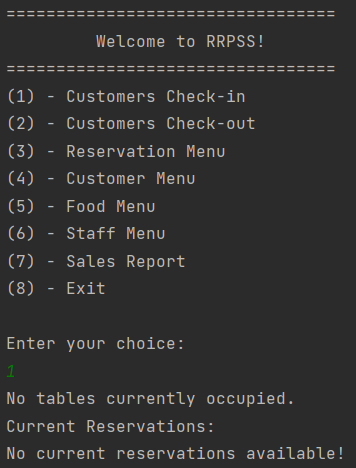 =================================
Welcome to RRPSS!
=================================
(1) - Customers Check-in
(2) - Customers Check-out
(3) - Reservation Menu
(4) - Customer Menu
(5) - Food Menu
(6) - Staff Menu
(7) - Sales Report
(8) - Exit
Enter your choice:
1
No tables currently occupied.
Current Reservations:
No current reservations available!